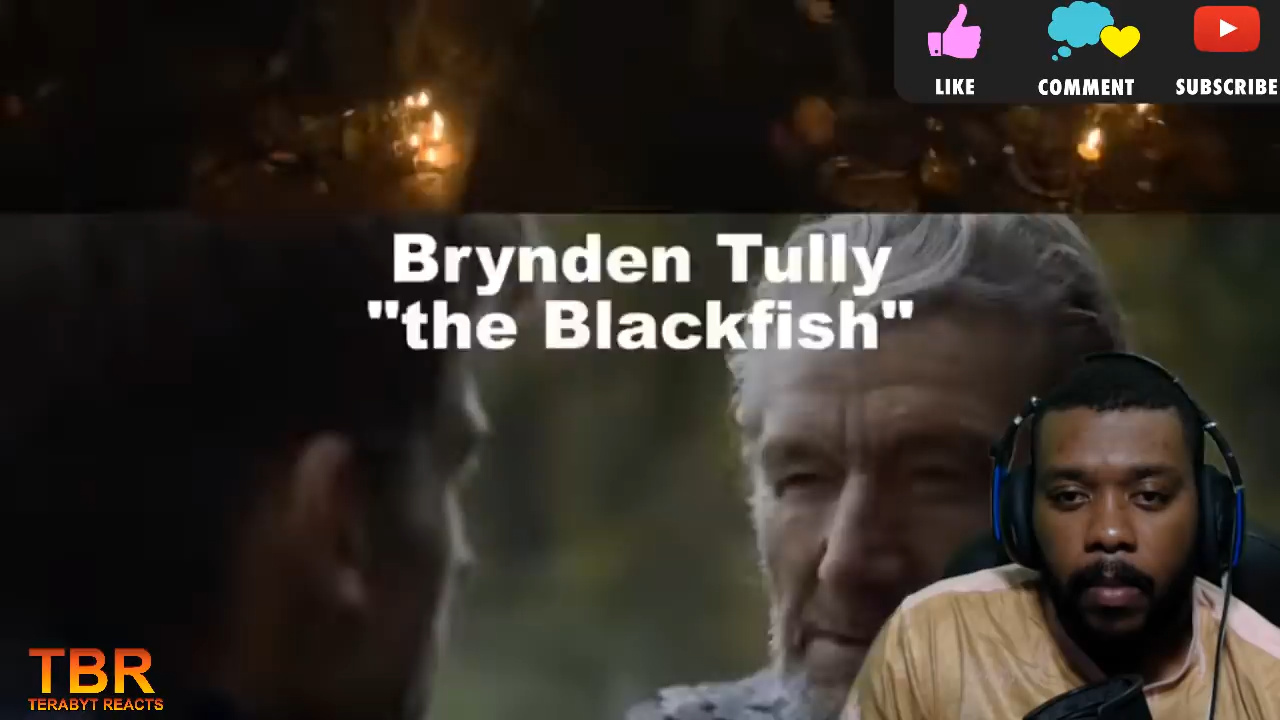 LIKE
COMMENT
SUBSCRIBE
Brynden Tully
"the Blackfish"
TBR
TERABYT REACTS